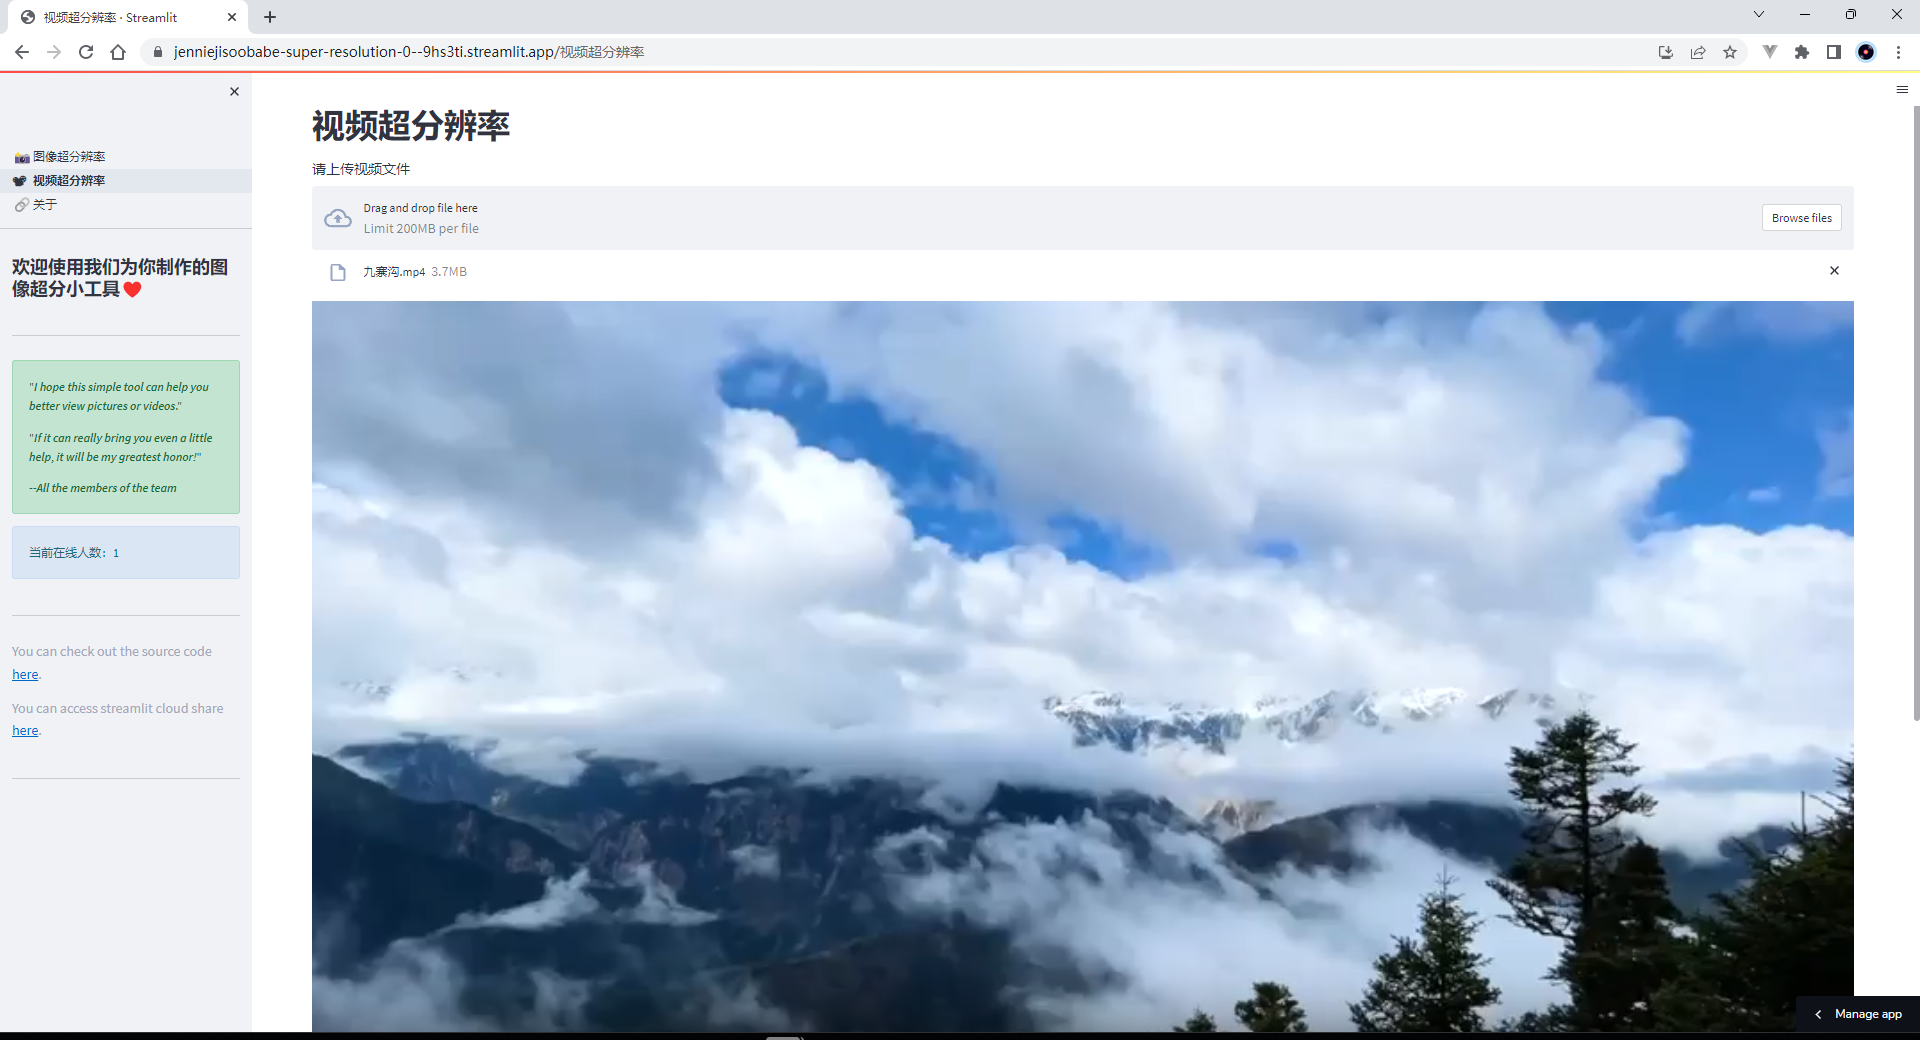 视频超分辨率 · Streamlit
jenniejisoobabe-super-resolution-0--9hs3ti.streamlit.app/视频超分辨率
图像超分辨率
视频超分辨率
关于
欢迎使用我们为你制作的图
像超分小工具
"I hope this simple tool can help you
better view pictures or videos."
"If it can really bring you even a little
help, it will be my greatest honor!"
--All the members of the team
当前在线人数：1
You can check out the source code
here.
You can access streamlit cloud share
here.
视频超分辨率
请上传视频文件
Drag and drop file here
Limit 200MB per file
Browse files
九寨沟.mp4 3.7MB
Manage app